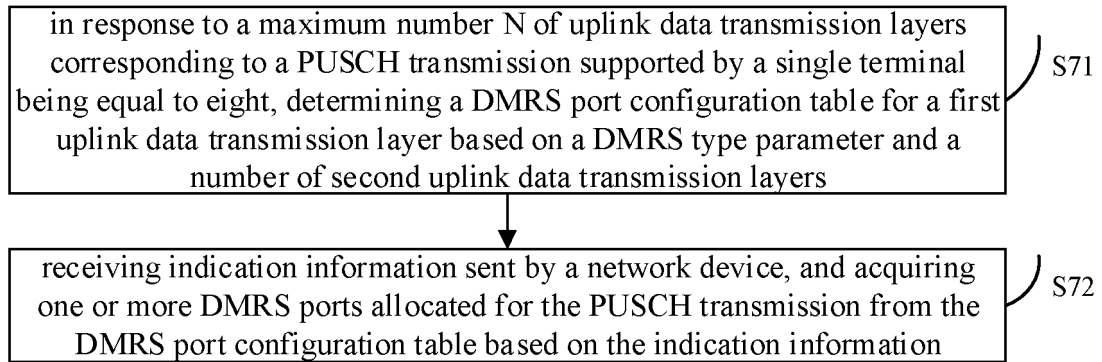 in response to a maximum number N of uplink data transmission layers
corresponding to a PUSCH transmission supported by a single terminal
being equal to eight, determining a DMRS port configuration table for a first
uplink data transmission layer based on a DMRS type parameter and a
number of second uplink data transmission layers
S71
receiving indication information sent by a network device, and acquiring
one or more DMRS ports allocated for the PUSCH transmission from the
DMRS port configuration table based on the indication information
S72